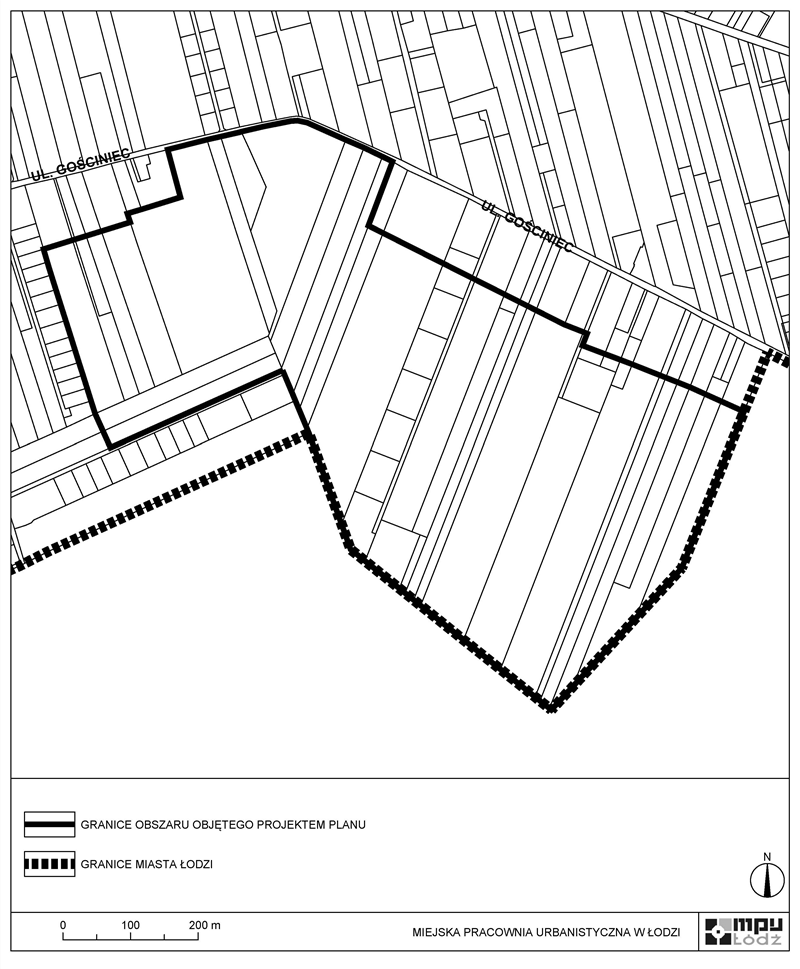 UL. GOŚCINIEC
UL. GOŚCINIEC
GRANICE OBSZARU OBJĘTEGO PROJEKTEM PLANU
GRANICE MIASTA ŁODZI
N
0 100 200 m
MIEJSKA PRACOWNIA URBANISTYCZNA W ŁODZI
mpu
Łódź